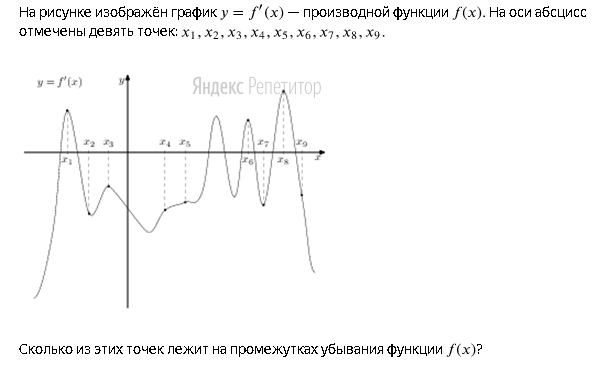 На рисунке изображён график y = f′(x) — производной функции f(x). На оси абсцисс
отмечены девять точек: x₁, x₂, x₃, x₄, x₅, x₆, x₇, x₈, x₉.
y = f′(x) y Яндекс Репетитор
x₂ x₃ x₄ x₅ x₇ x₉
x₁ x₆ x₈ x
Сколько из этих точек лежит на промежутках убывания функции f(x)?